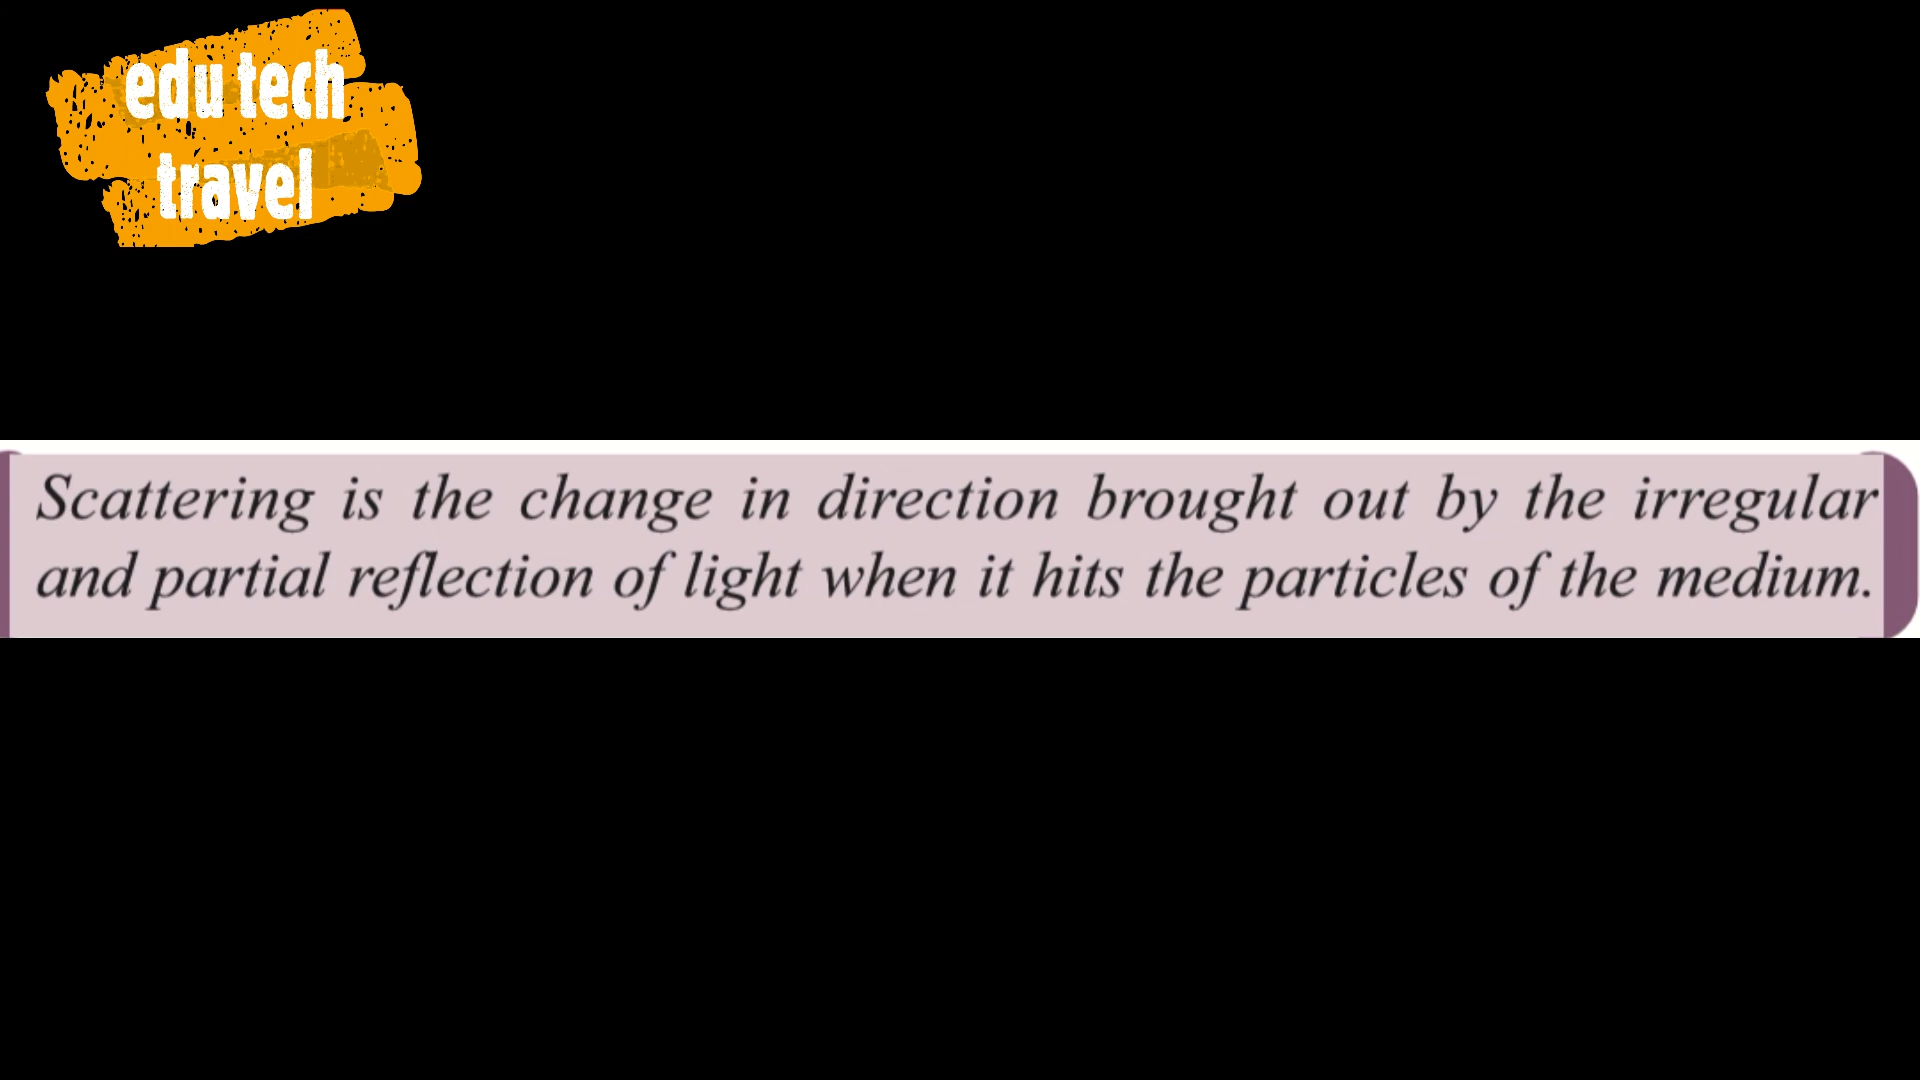 edu tech
travel
Scattering is the change in direction brought out by the irregular
and partial reflection of light when it hits the particles of the medium.